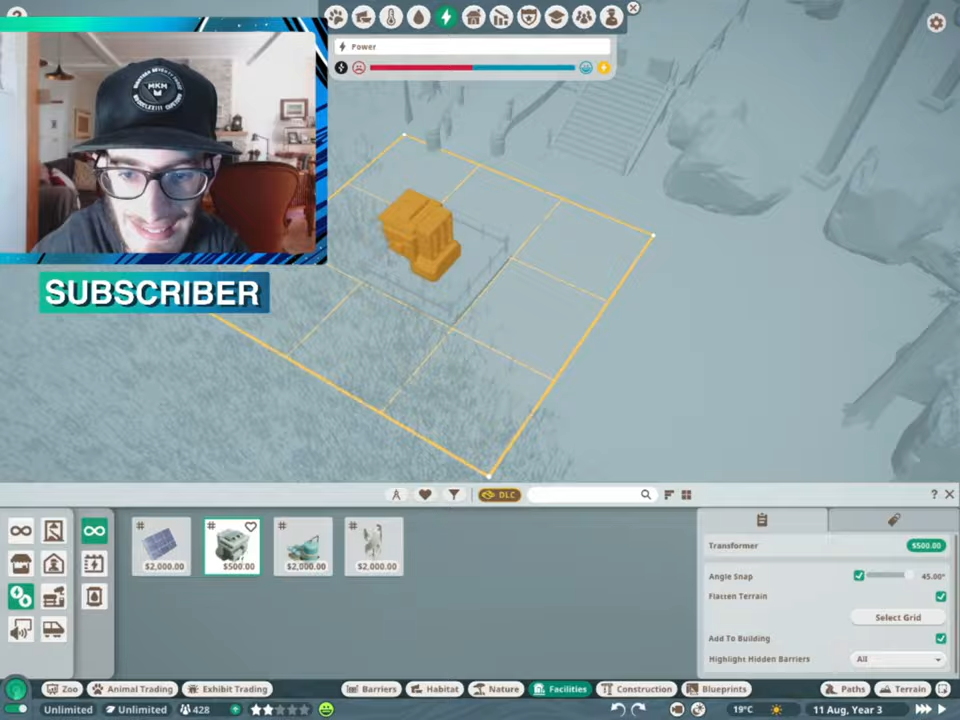 ?
Power
MKM
SUBSCRIBER
DLC
?
$2,000.00
$500.00
$2,000.00
$2,000.00
Transformer
$500.00
Angle Snap
45.00°
Flatten Terrain
Select Grid
Add To Building
Highlight Hidden Barriers
All
Zoo
Animal Trading
Exhibit Trading
Barriers
Habitat
Nature
Facilities
Construction
Blueprints
Paths
Terrain
Unlimited
Unlimited
428
19°C
11 Aug, Year 3